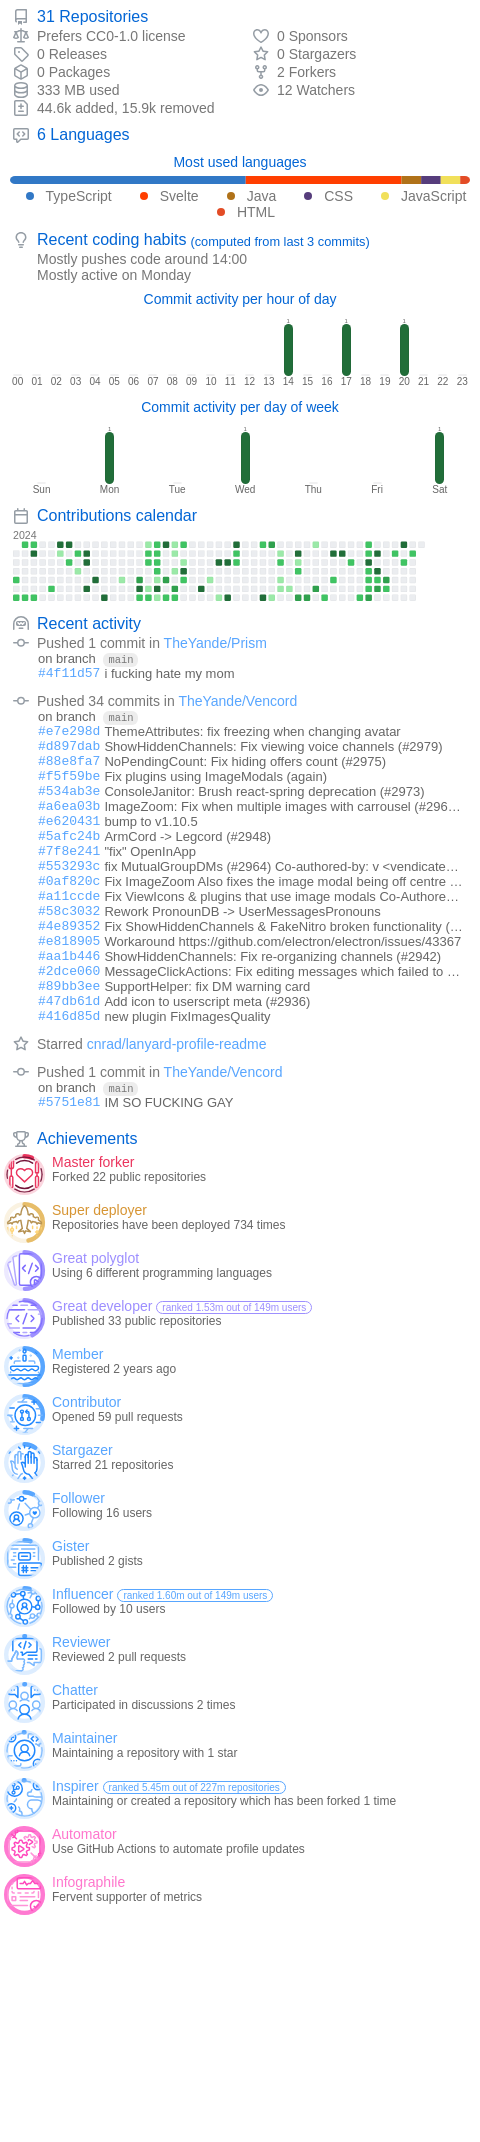 31 Repositories
Prefers CC0-1.0 license
0 Sponsors
0 Releases
0 Stargazers
0 Packages
2 Forkers
333 MB used
12 Watchers
44.6k added, 15.9k removed
6 Languages
Most used languages
TypeScript Svelte Java CSS JavaScript
HTML
Recent coding habits (computed from last 3 commits)
Mostly pushes code around 14:00
Mostly active on Monday
Commit activity per hour of day
1 1 1
00 01 02 03 04 05 06 07 08 09 10 11 12 13 14 15 16 17 18 19 20 21 22 23
Commit activity per day of week
1 1 1
Sun Mon Tue Wed Thu Fri Sat
Contributions calendar
2024
Recent activity
Pushed 1 commit in TheYande/Prism
on branch main
#4f11d57 i fucking hate my mom
Pushed 34 commits in TheYande/Vencord
on branch main
#e7e298d ThemeAttributes: fix freezing when changing avatar
#d897dab ShowHiddenChannels: Fix viewing voice channels (#2979)
#88e8fa7 NoPendingCount: Fix hiding offers count (#2975)
#f5f59be Fix plugins using ImageModals (again)
#534ab3e ConsoleJanitor: Brush react-spring deprecation (#2973)
#a6ea03b ImageZoom: Fix when multiple images with carrousel (#296…
#e620431 bump to v1.10.5
#5afc24b ArmCord -> Legcord (#2948)
#7f8e241 "fix" OpenInApp
#553293c fix MutualGroupDMs (#2964) Co-authored-by: v <vendicate…
#0af820c Fix ImageZoom Also fixes the image modal being off centre …
#a11ccde Fix ViewIcons & plugins that use image modals Co-Authore…
#58c3032 Rework PronounDB -> UserMessagesPronouns
#4e89352 Fix ShowHiddenChannels & FakeNitro broken functionality (…
#e818905 Workaround https://github.com/electron/electron/issues/43367
#aa1b446 ShowHiddenChannels: Fix re-organizing channels (#2942)
#2dce060 MessageClickActions: Fix editing messages which failed to …
#89bb3ee SupportHelper: fix DM warning card
#47db61d Add icon to userscript meta (#2936)
#416d85d new plugin FixImagesQuality
Starred cnrad/lanyard-profile-readme
Pushed 1 commit in TheYande/Vencord
on branch main
#5751e81 IM SO FUCKING GAY
Achievements
Master forker
Forked 22 public repositories
Super deployer
Repositories have been deployed 734 times
Great polyglot
Using 6 different programming languages
Great developer ranked 1.53m out of 149m users
Published 33 public repositories
Member
Registered 2 years ago
Contributor
Opened 59 pull requests
Stargazer
Starred 21 repositories
Follower
Following 16 users
Gister
Published 2 gists
Influencer ranked 1.60m out of 149m users
Followed by 10 users
Reviewer
Reviewed 2 pull requests
Chatter
Participated in discussions 2 times
Maintainer
Maintaining a repository with 1 star
Inspirer ranked 5.45m out of 227m repositories
Maintaining or created a repository which has been forked 1 time
Automator
Use GitHub Actions to automate profile updates
Infographile
Fervent supporter of metrics